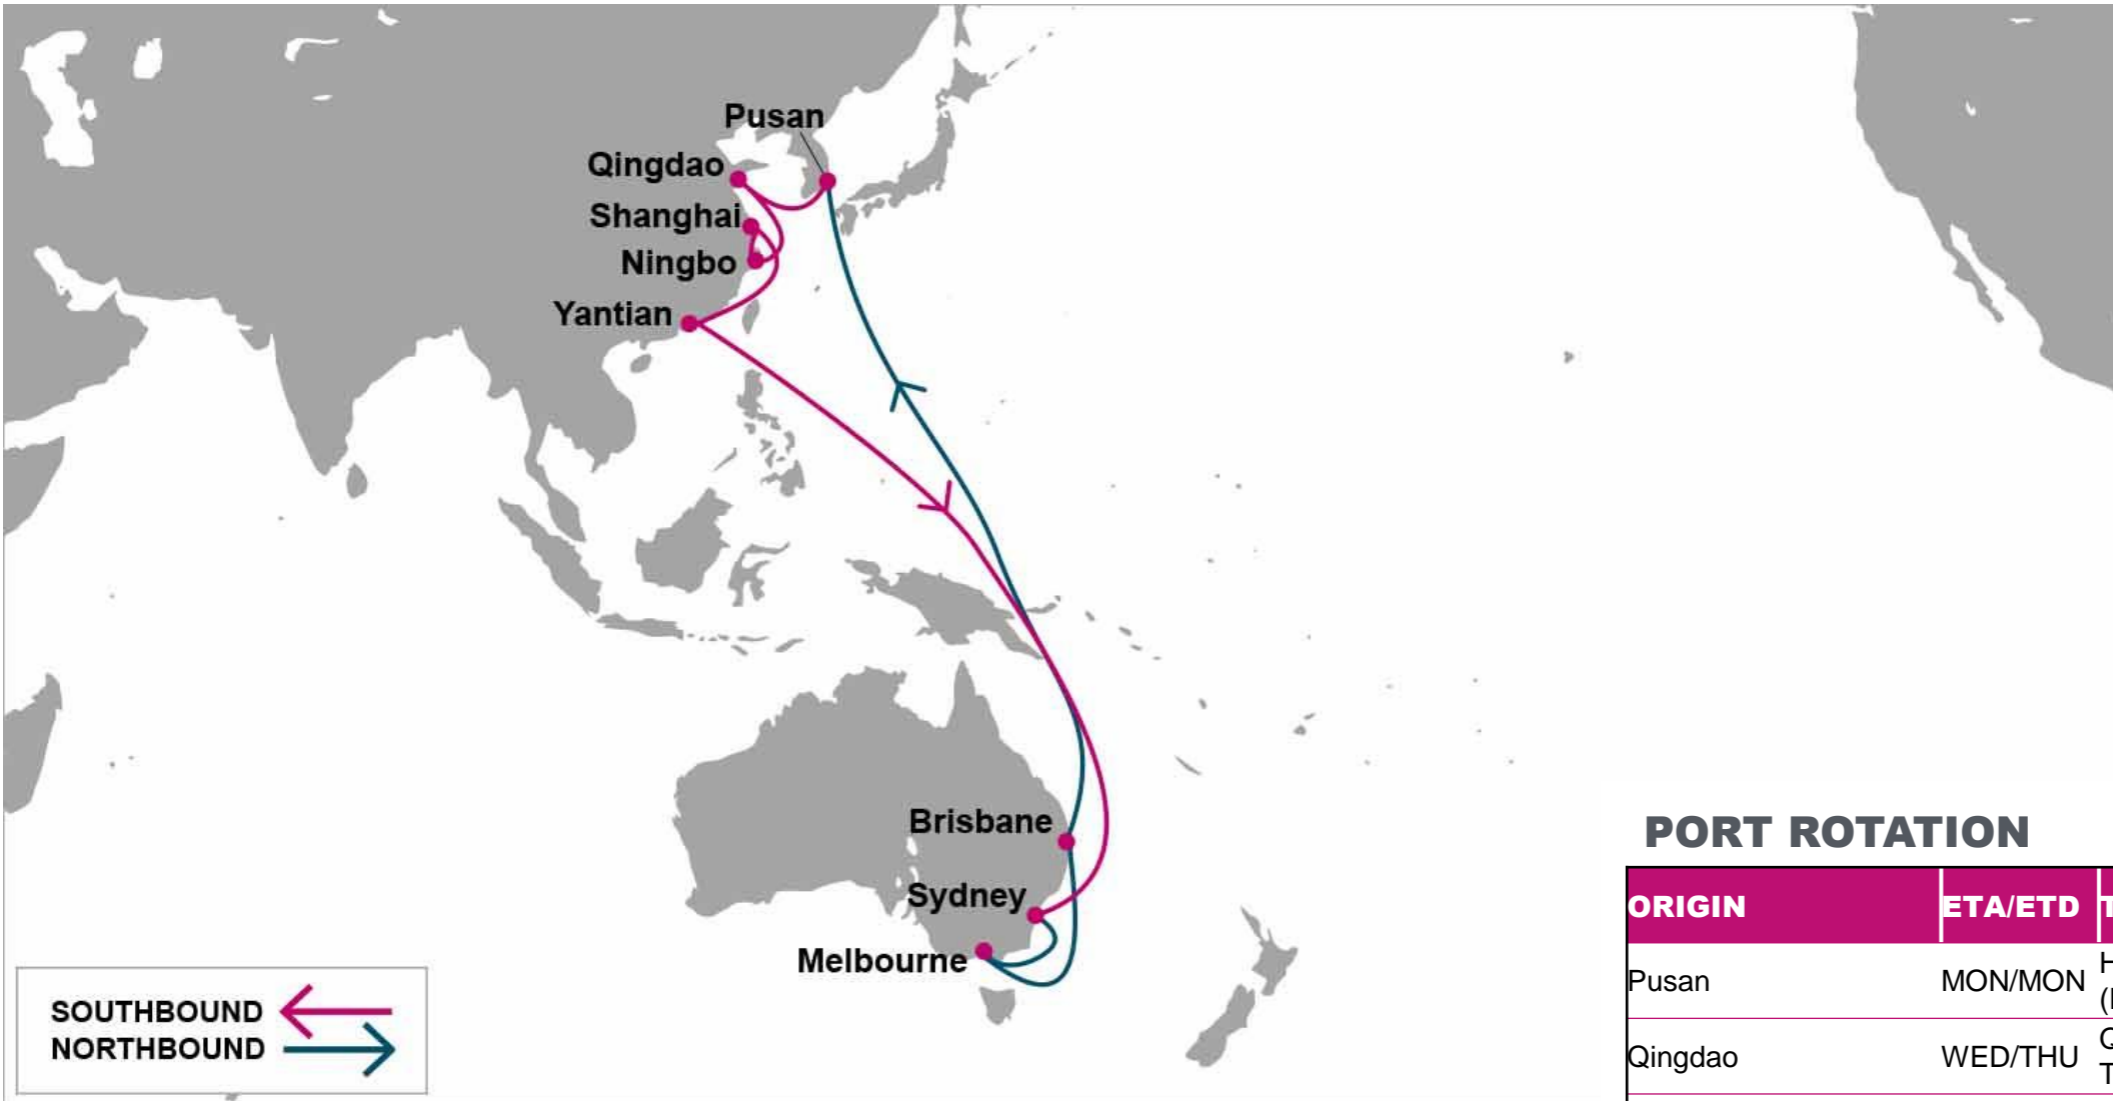 Pusan
Qingdao
Shanghai
Ningbo
Yantian
Brisbane
Sydney
Melbourne
SOUTHBOUND
NORTHBOUND
PORT ROTATION
ORIGIN ETA/ETD
Pusan MON/MON
Qingdao WED/THU